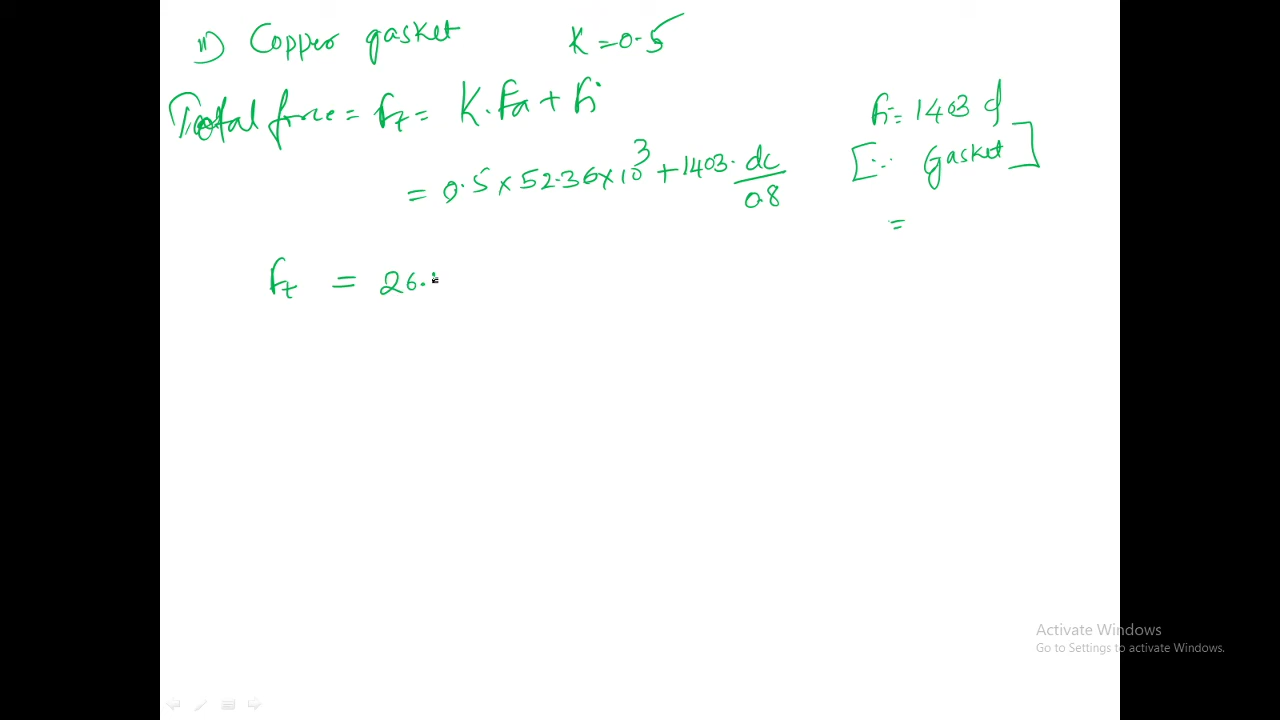 ii) Copper gasket K = 0.5
Total force = Ft = K. Fa + Fi
Fi = 1403 d
[∵ Gasket]
= 0.5 x 52.36 x 10³ + 1403. dc/0.8
=
Ft = 26.
Activate Windows
Go to Settings to activate Windows.